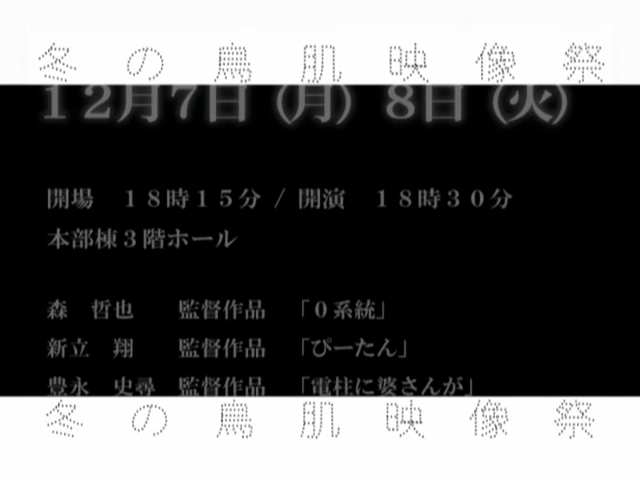 冬の鳥肌映像祭
12月7日(月) 8日(火)
開場 18時15分 / 開演 18時30分
本部棟3階ホール
森 哲也 監督作品 「0系統」
新立 翔 監督作品 「ぴーたん」
豊永 史尋 監督作品 「電柱に婆さんが」
冬の鳥肌映像祭